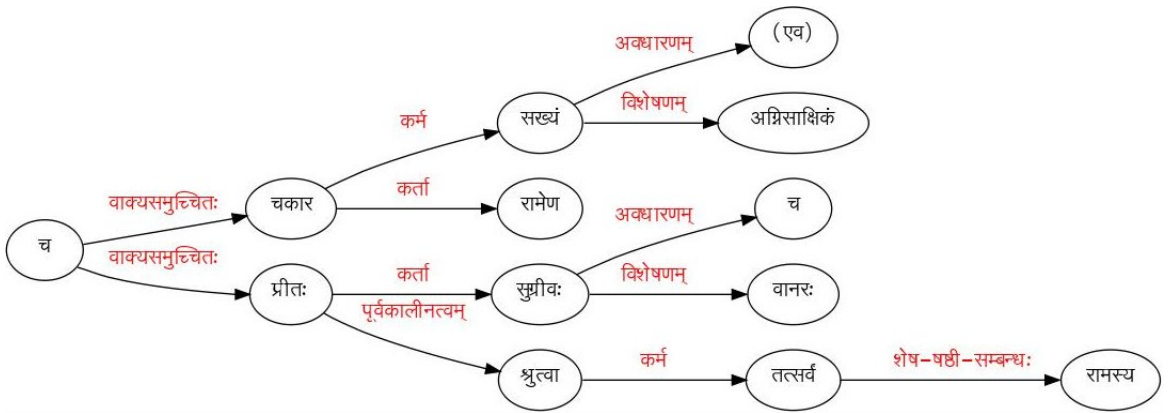 (एव)
अवधारणम्
विशेषणम्
सख्यं
अग्निसाक्षिकं
कर्म
वाक्यसमुच्चितः
चकार
कर्ता
रामेण
अवधारणम्
च
च
वाक्यसमुच्चितः
प्रीतः
कर्ता
सुग्रीवः
विशेषणम्
वानरः
पूर्वकालीनत्वम्
श्रुत्वा
कर्म
तत्सर्वं
शेष-षष्ठी-सम्बन्धः
रामस्य